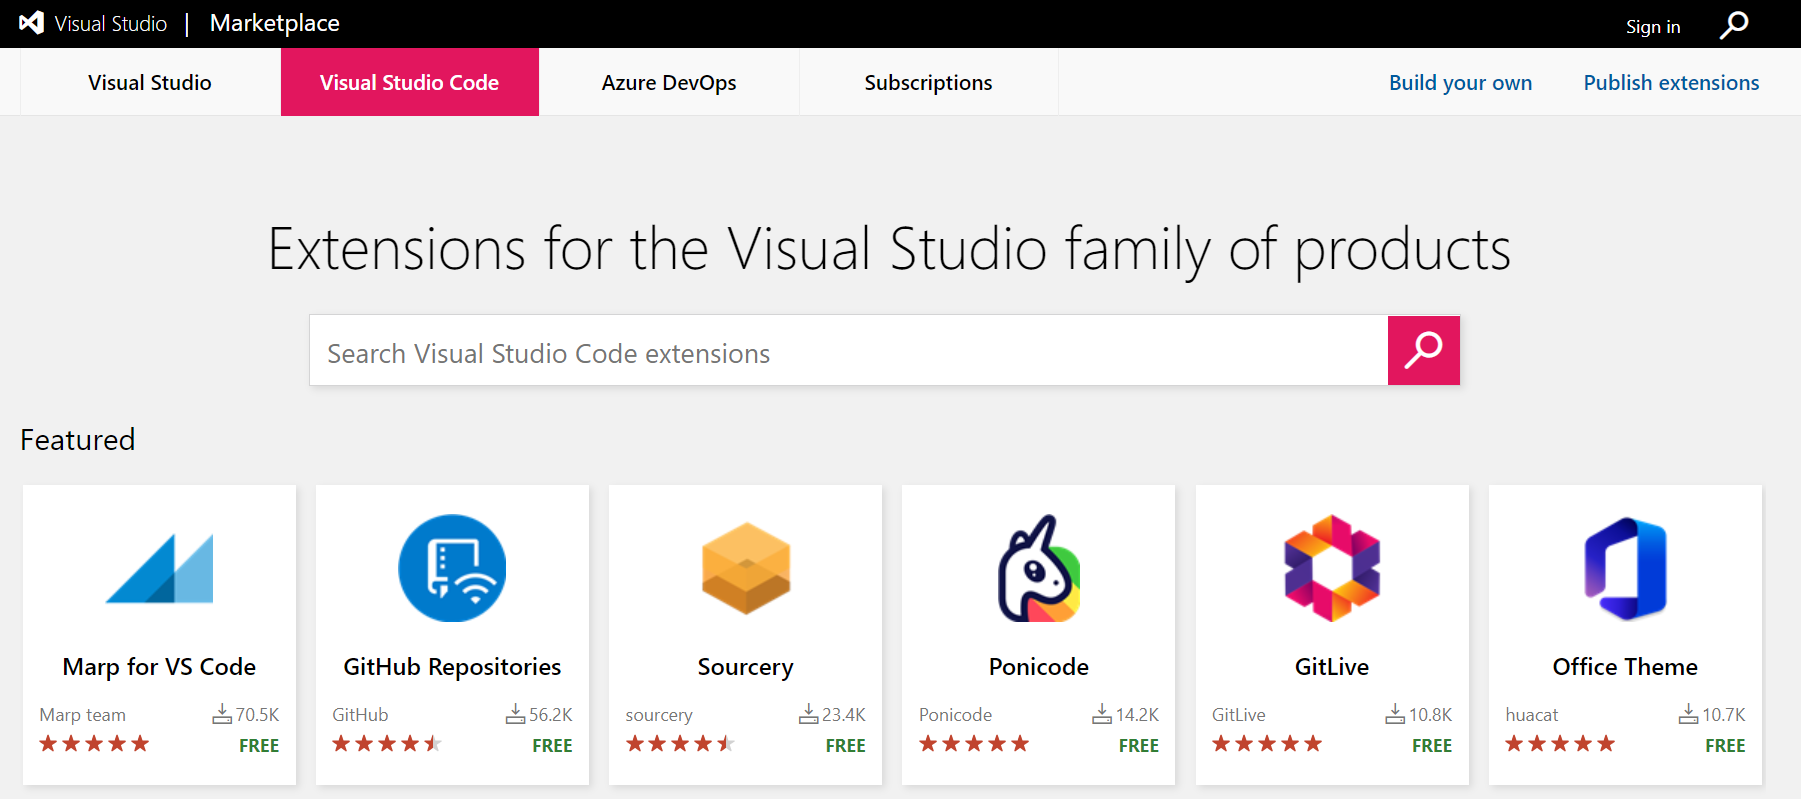 Visual Studio | Marketplace
Sign in
Visual Studio
Visual Studio Code
Azure DevOps
Subscriptions
Build your own
Publish extensions
Extensions for the Visual Studio family of products
Search Visual Studio Code extensions
Featured
Marp for VS Code
Marp team 70.5K
FREE
GitHub Repositories
GitHub 56.2K
FREE
Sourcery
sourcery 23.4K
FREE
Ponicode
Ponicode 14.2K
FREE
GitLive
GitLive 10.8K
FREE
Office Theme
huacat 10.7K
FREE